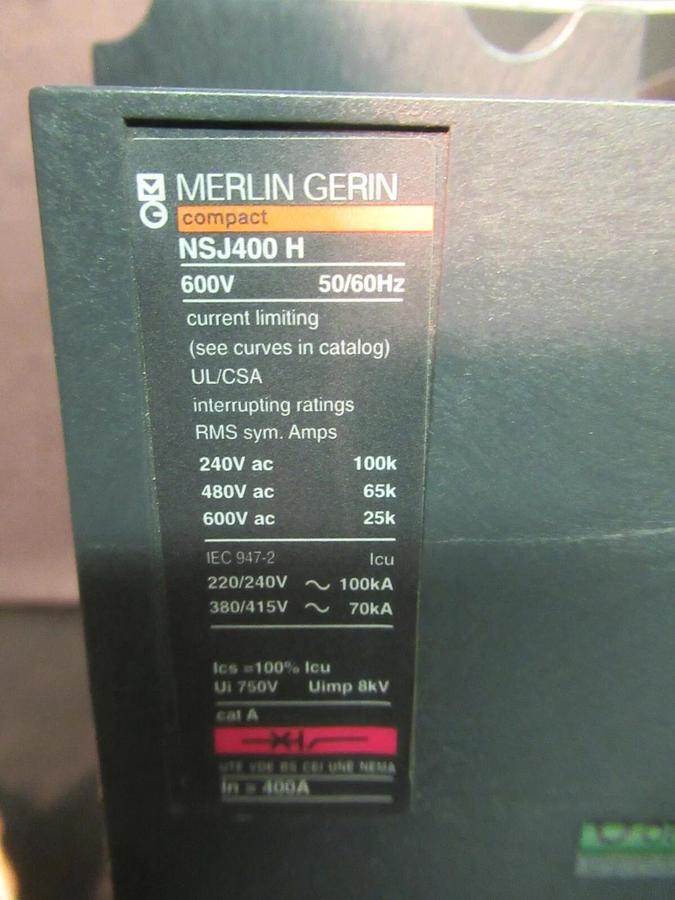 MERLIN GERIN
compact
NSJ400 H
600V 50/60Hz
current limiting
(see curves in catalog)
UL/CSA
interrupting ratings
RMS sym. Amps
240V ac 100k
480V ac 65k
600V ac 25k
IEC 947-2 Icu
220/240V ~ 100kA
380/415V ~ 70kA
Ics =100% Icu
Ui 750V Uimp 8kV
cat A
UTE VDE BS CEI UNE NEMA
In = 400A